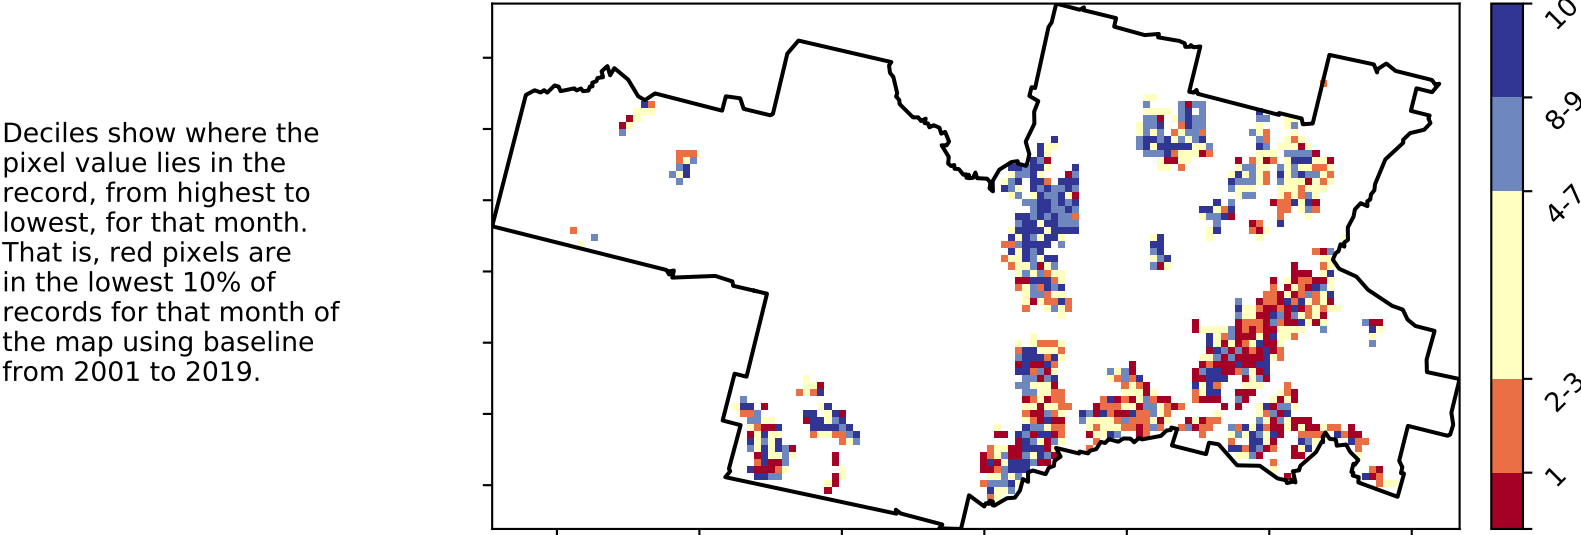 Deciles show where the
pixel value lies in the
record, from highest to
lowest, for that month.
That is, red pixels are
in the lowest 10% of
records for that month of
the map using baseline
from 2001 to 2019.
10
8-9
4-7
2-3
1